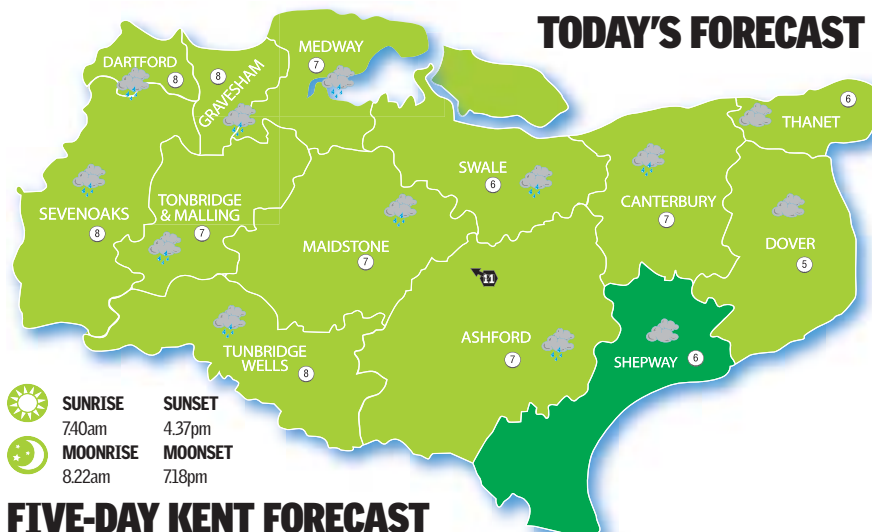 TODAY'S FORECAST
MEDWAY
7
DARTFORD
8
8
GRAVESHAM
6
THANET
SWALE
6
CANTERBURY
7
SEVENOAKS
8
TONBRIDGE
& MALLING
7
MAIDSTONE
7
DOVER
5
11
ASHFORD
7
SHEPWAY 6
TUNBRIDGE
WELLS
8
SUNRISE SUNSET
7.40am 4.37pm
MOONRISE MOONSET
8.22am 7.18pm
FIVE-DAY KENT FORECAST